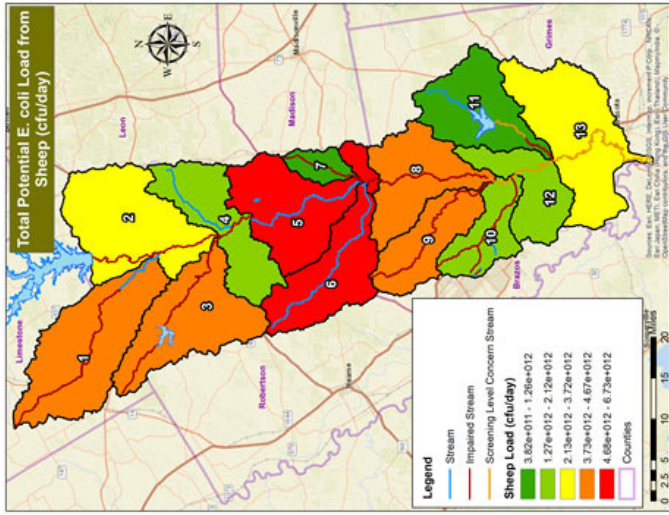 Total Potential E. coli Load from
Sheep (cfu/day)
N
W
E
S
Limestone
Leon
Madisonville
Madison
Robertson
Hearne
Grimes
Brazos
1
2
3
4
5
6
7
8
9
10
11
12
13
Legend
Stream
Impaired Stream
Screening Level Concern Stream
Sheep Load (cfu/day)
3.82e+011 - 1.26e+012
1.27e+012 - 2.12e+012
2.13e+012 - 3.72e+012
3.73e+012 - 4.67e+012
4.68e+012 - 6.73e+012
Counties
0 2.5 5 10 15 20
Miles